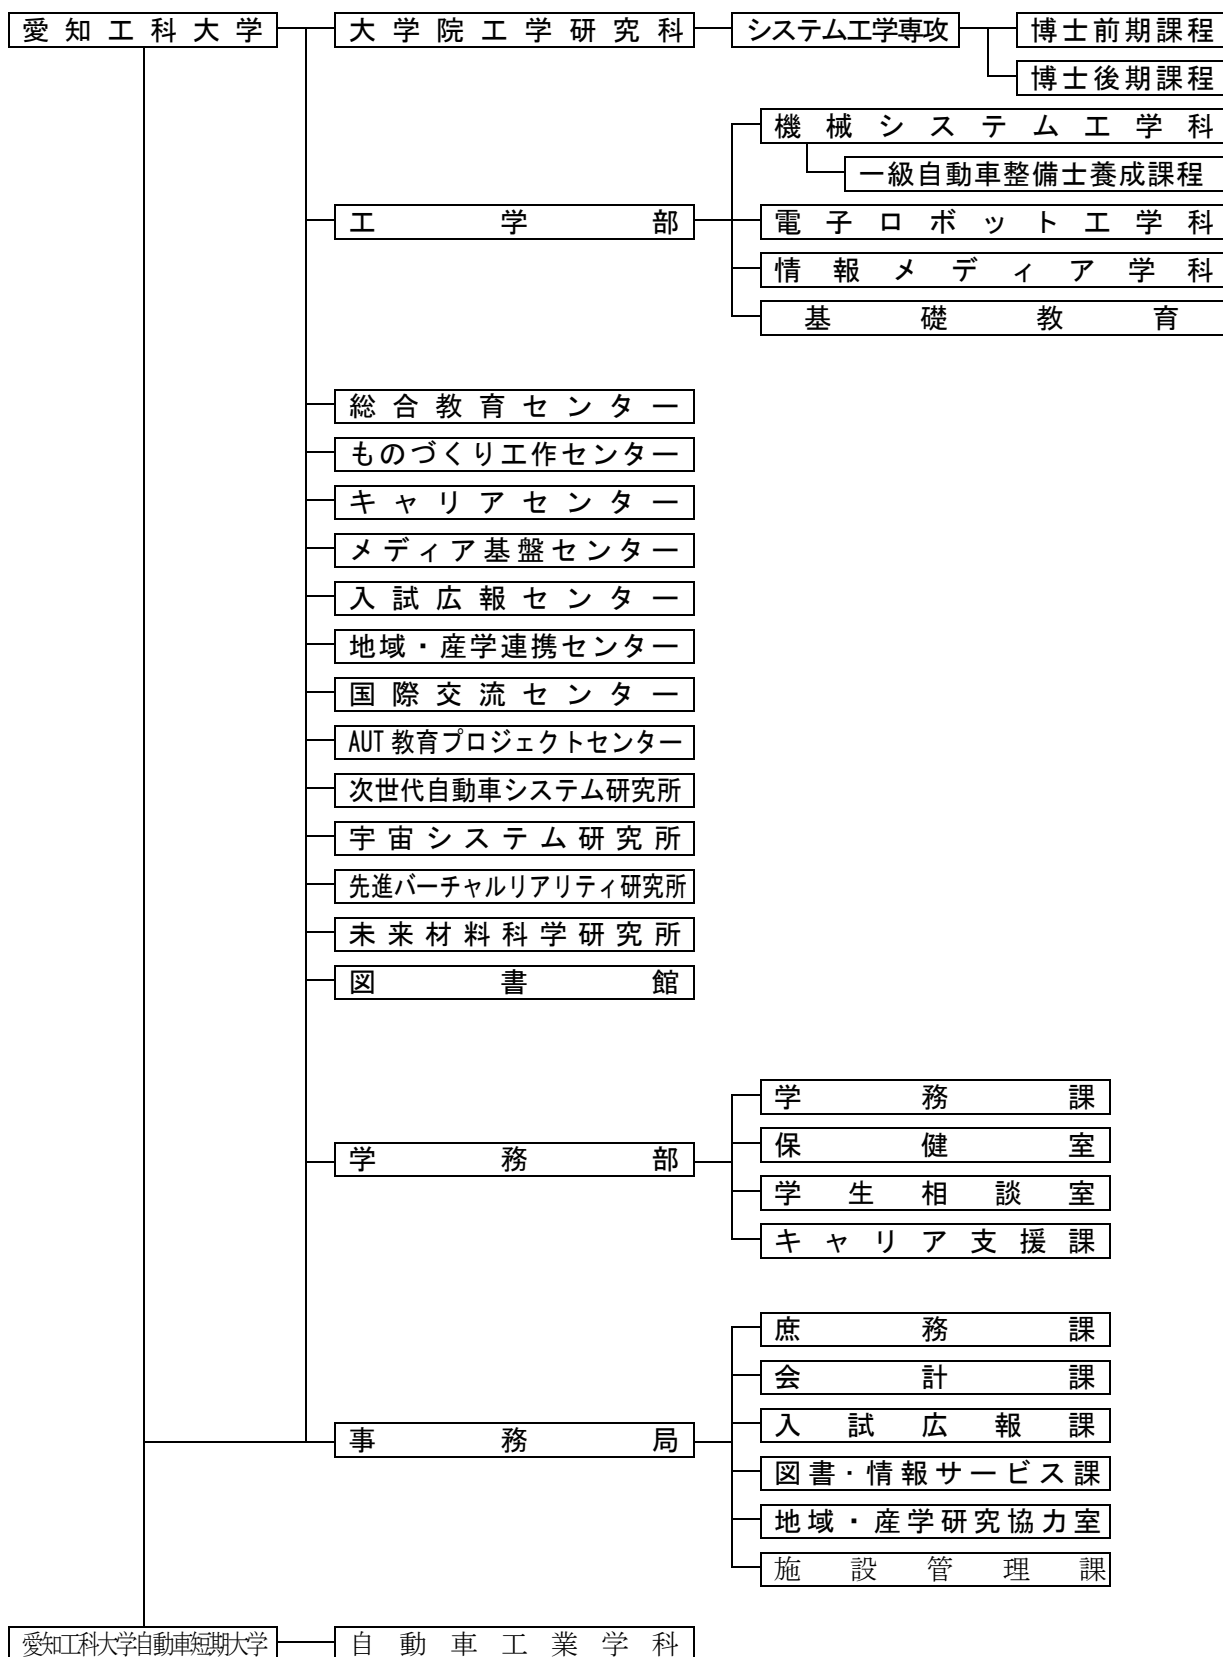 愛知工科大学
大学院工学研究科
システム工学専攻
博士前期課程
博士後期課程
機械システム工学科
一級自動車整備士養成課程
工学部
電子ロボット工学科
情報メディア学科
基礎教育
総合教育センター
ものづくり工作センター
キャリアセンター
メディア基盤センター
入試広報センター
地域・産学連携センター
国際交流センター
AUT教育プロジェクトセンター
次世代自動車システム研究所
宇宙システム研究所
先進バーチャルリアリティ研究所
未来材料科学研究所
図書館
学務課
保健室
学務部
学生相談室
キャリア支援課
庶務課
会計課
入試広報課
事務局
図書・情報サービス課
地域・産学研究協力室
施設管理課
愛知工科大学自動車短期大学
自動車工業学科